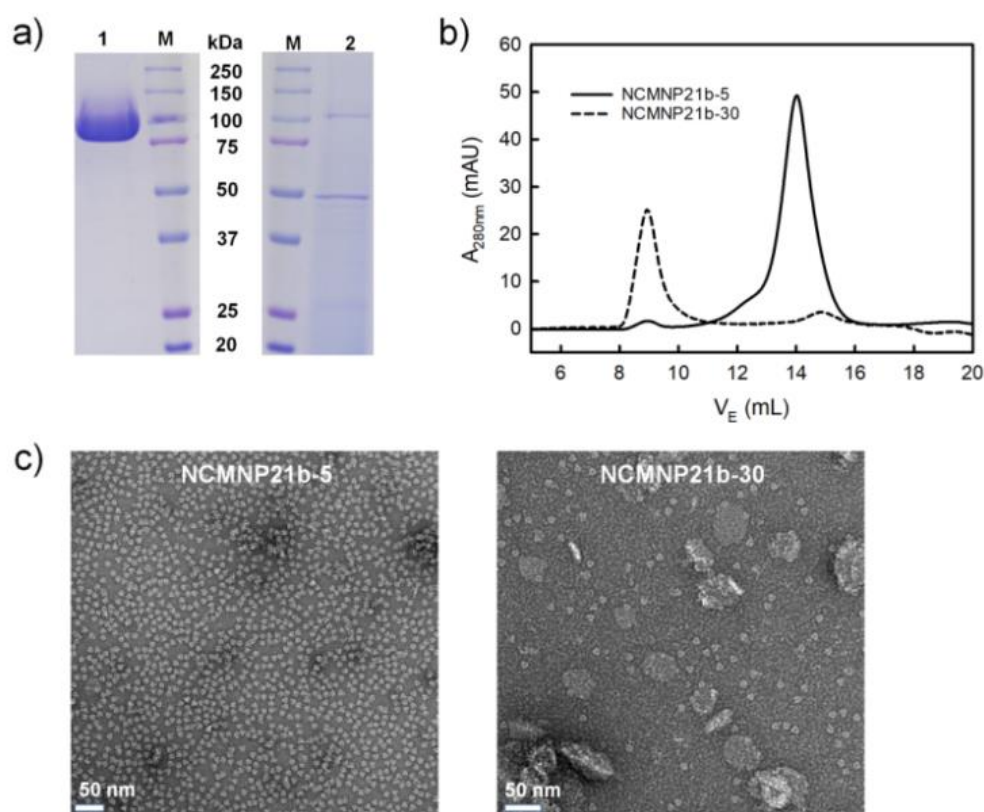 a)
1 M kDa M 2
250
150
100
75
50
37
25
20
b)
60
50
40
30
20
10
0
A280nm (mAU)
NCMNP21b-5
NCMNP21b-30
6 8 10 12 14 16 18 20
VE (mL)
c)
NCMNP21b-5
50 nm
NCMNP21b-30
50 nm